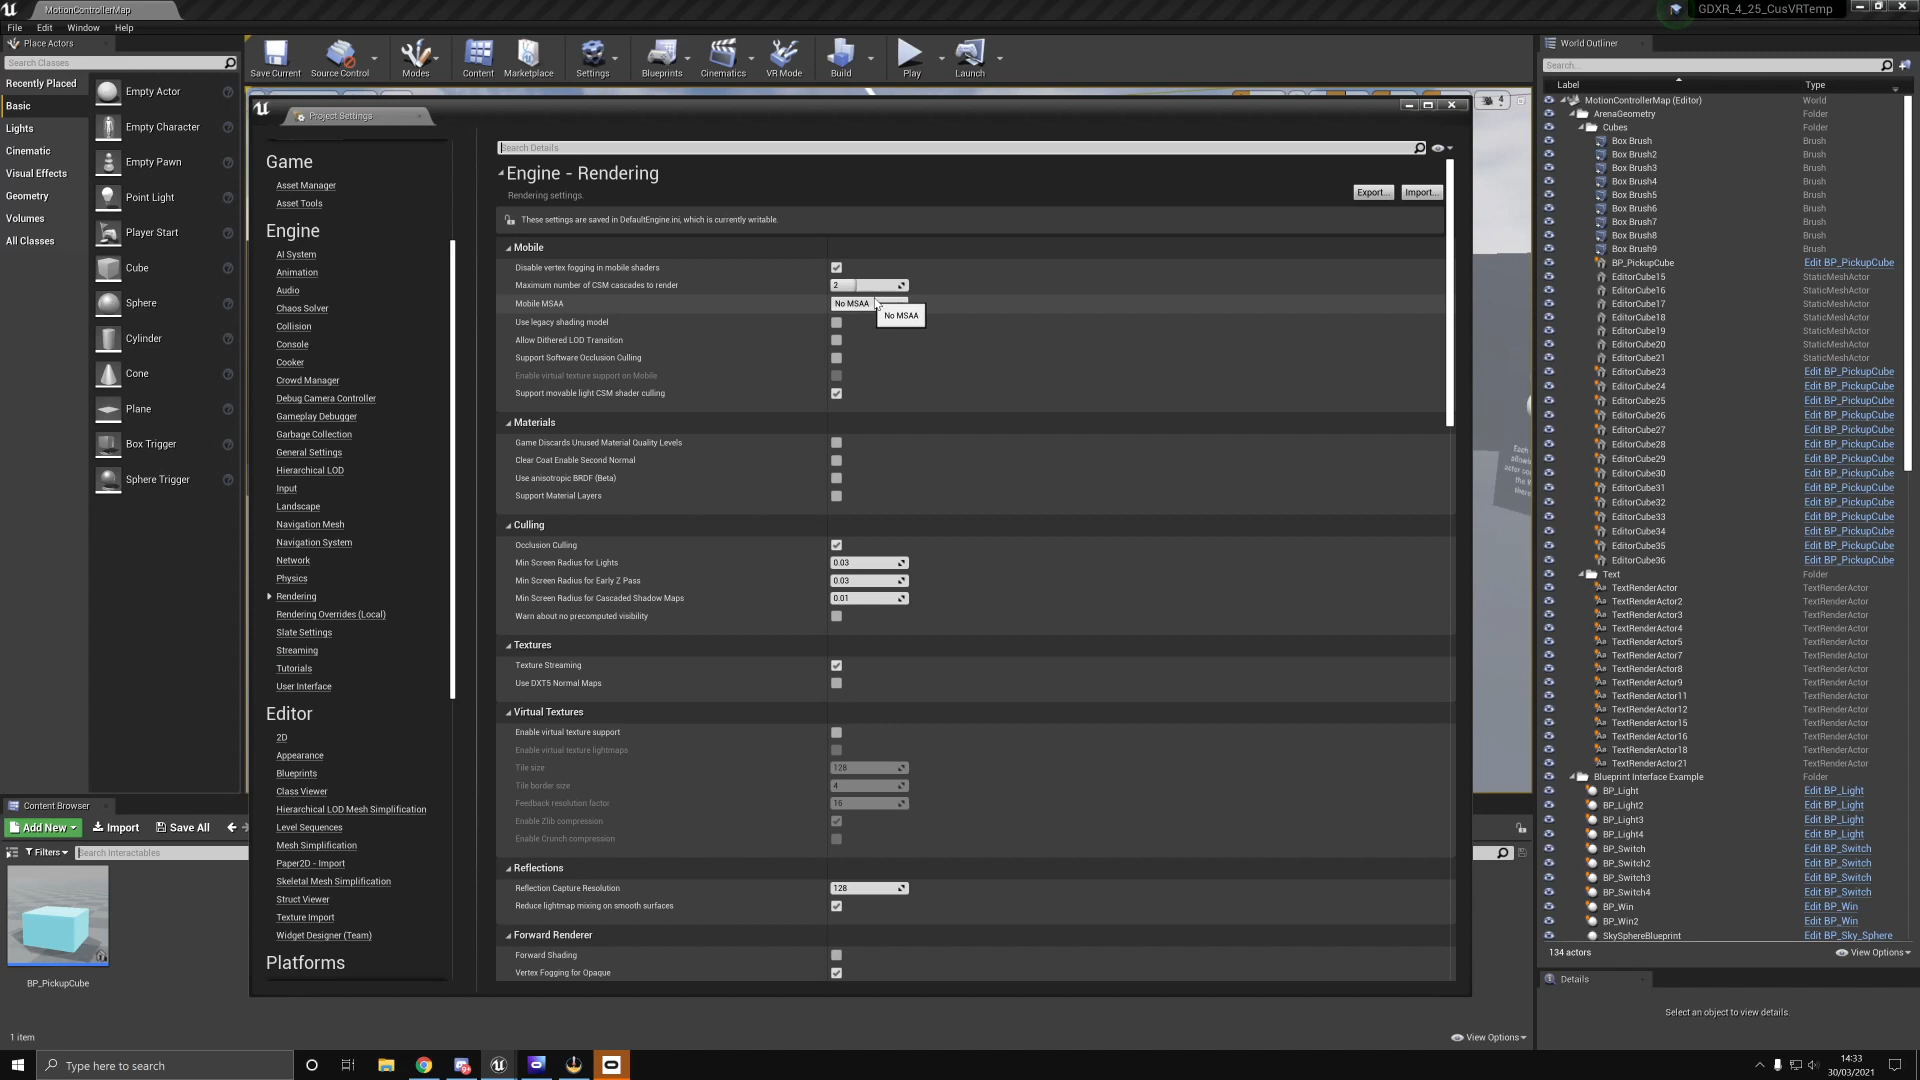 MotionControllerMap
GDXR_4_25_CusVRTemp
File Edit Window Help
Place Actors
Search Classes
Recently Placed
Basic
Lights
Cinematic
Visual Effects
Geometry
Volumes
All Classes
Empty Actor
Empty Character
Empty Pawn
Point Light
Player Start
Cube
Sphere
Cylinder
Cone
Plane
Box Trigger
Sphere Trigger
Save Current Source Control Modes Content Marketplace Settings Blueprints Cinematics VR Mode Build Play Launch
4
Project Settings
Game
Asset Manager
Asset Tools
Engine
AI System
Animation
Audio
Chaos Solver
Collision
Console
Cooker
Crowd Manager
Debug Camera Controller
Gameplay Debugger
Garbage Collection
General Settings
Hierarchical LOD
Input
Landscape
Navigation Mesh
Navigation System
Network
Physics
Rendering
Rendering Overrides (Local)
Slate Settings
Streaming
Tutorials
User Interface
Editor
2D
Appearance
Blueprints
Class Viewer
Hierarchical LOD Mesh Simplification
Level Sequences
Mesh Simplification
Paper2D - Import
Skeletal Mesh Simplification
Struct Viewer
Texture Import
Widget Designer (Team)
Platforms
Search Details
Engine - Rendering
Rendering settings.
Export... Import...
These settings are saved in DefaultEngine.ini, which is currently writable.
Mobile
Disable vertex fogging in mobile shaders
Maximum number of CSM cascades to render 2
Mobile MSAA No MSAA
No MSAA
Use legacy shading model
Allow Dithered LOD Transition
Support Software Occlusion Culling
Enable virtual texture support on Mobile
Support movable light CSM shader culling
Materials
Game Discards Unused Material Quality Levels
Clear Coat Enable Second Normal
Use anisotropic BRDF (Beta)
Support Material Layers
Culling
Occlusion Culling
Min Screen Radius for Lights 0.03
Min Screen Radius for Early Z Pass 0.03
Min Screen Radius for Cascaded Shadow Maps 0.01
Warn about no precomputed visibility
Textures
Texture Streaming
Use DXT5 Normal Maps
Virtual Textures
Enable virtual texture support
Enable virtual texture lightmaps
Tile size 128
Tile border size 4
Feedback resolution factor 16
Enable Zlib compression
Enable Crunch compression
Reflections
Reflection Capture Resolution 128
Reduce lightmap mixing on smooth surfaces
Forward Renderer
Forward Shading
Vertex Fogging for Opaque
Each
allows
actor
the
there
World Outliner
Search...
Label Type
MotionControllerMap (Editor) World
ArenaGeometry Folder
Cubes Folder
Box Brush Brush
Box Brush2 Brush
Box Brush3 Brush
Box Brush4 Brush
Box Brush5 Brush
Box Brush6 Brush
Box Brush7 Brush
Box Brush8 Brush
Box Brush9 Brush
BP_PickupCube Edit BP_PickupCube
EditorCube15 StaticMeshActor
EditorCube16 StaticMeshActor
EditorCube17 StaticMeshActor
EditorCube18 StaticMeshActor
EditorCube19 StaticMeshActor
EditorCube20 StaticMeshActor
EditorCube21 StaticMeshActor
EditorCube23 Edit BP_PickupCube
EditorCube24 Edit BP_PickupCube
EditorCube25 Edit BP_PickupCube
EditorCube26 Edit BP_PickupCube
EditorCube27 Edit BP_PickupCube
EditorCube28 Edit BP_PickupCube
EditorCube29 Edit BP_PickupCube
EditorCube30 Edit BP_PickupCube
EditorCube31 Edit BP_PickupCube
EditorCube32 Edit BP_PickupCube
EditorCube33 Edit BP_PickupCube
EditorCube34 Edit BP_PickupCube
EditorCube35 Edit BP_PickupCube
EditorCube36 Edit BP_PickupCube
Text Folder
TextRenderActor TextRenderActor
TextRenderActor2 TextRenderActor
TextRenderActor3 TextRenderActor
TextRenderActor4 TextRenderActor
TextRenderActor5 TextRenderActor
TextRenderActor7 TextRenderActor
TextRenderActor8 TextRenderActor
TextRenderActor9 TextRenderActor
TextRenderActor11 TextRenderActor
TextRenderActor12 TextRenderActor
TextRenderActor15 TextRenderActor
TextRenderActor16 TextRenderActor
TextRenderActor18 TextRenderActor
TextRenderActor21 TextRenderActor
Blueprint Interface Example Folder
BP_Light Edit BP_Light
BP_Light2 Edit BP_Light
BP_Light3 Edit BP_Light
BP_Light4 Edit BP_Light
BP_Switch Edit BP_Switch
BP_Switch2 Edit BP_Switch
BP_Switch3 Edit BP_Switch
BP_Switch4 Edit BP_Switch
BP_Win Edit BP_Win
BP_Win2 Edit BP_Win
SkySphereBlueprint Edit BP_Sky_Sphere
134 actors View Options
Details
Select an object to view details.
Content Browser
Add New Import Save All
Filters Search Interactables
BP_PickupCube
1 item
View Options
Type here to search
9+
14:33
30/03/2021